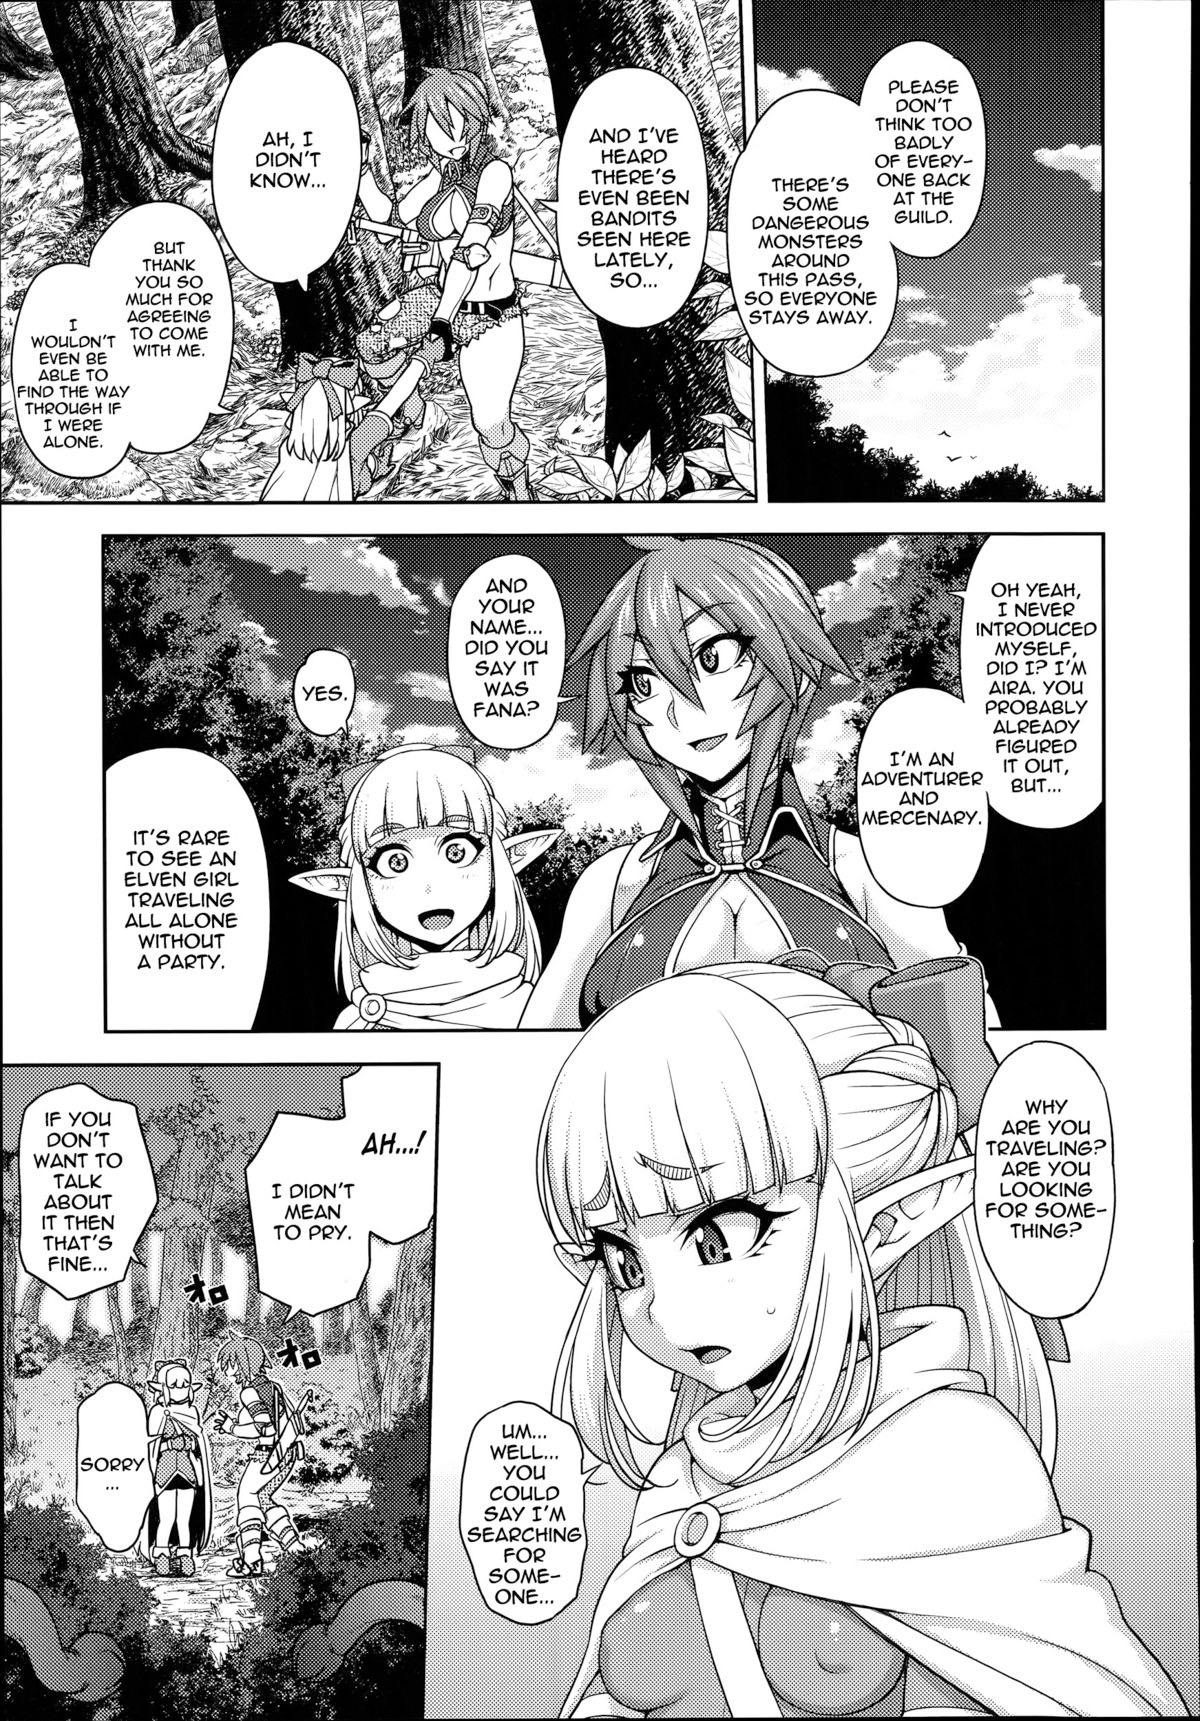 PLEASE
DON'T
THINK TOO
BADLY
OF EVERY-
ONE BACK
AT THE
GUILD.
THERE'S
SOME
DANGEROUS
MONSTERS
AROUND
THIS PASS,
SO EVERYONE
STAYS AWAY.
AND I'VE
HEARD
THERE'S
EVEN BEEN
BANDITS
SEEN HERE
LATELY,
SO...
AH, I
DIDN'T
KNOW...
BUT
THANK
YOU SO
MUCH FOR
AGREEING
TO COME
WITH ME.
I
WOULDN'T
EVEN BE
ABLE TO
FIND THE WAY
THROUGH IF
I WERE
ALONE.
OH YEAH,
I NEVER
INTRODUCED
MYSELF,
DID I? I'M
AIRA. YOU
PROBABLY
ALREADY
FIGURED
IT OUT,
BUT...
I'M AN
ADVENTURER
AND
MERCENARY.
AND
YOUR
NAME...
DID YOU
SAY IT
WAS
FANA?
YES.
IT'S RARE
TO SEE AN
ELVEN GIRL
TRAVELING
ALL ALONE
WITHOUT
A PARTY.
WHY
ARE YOU
TRAVELING?
ARE YOU
LOOKING
FOR SOME-
THING?
UM...
WELL...
YOU
COULD
SAY I'M
SEARCHING
FOR
SOME-
ONE...
AH...!
I DIDN'T
MEAN
TO PRY.
IF YOU
DON'T
WANT TO
TALK
ABOUT
IT THEN
THAT'S
FINE...
オロ
オロ
SORRY
...